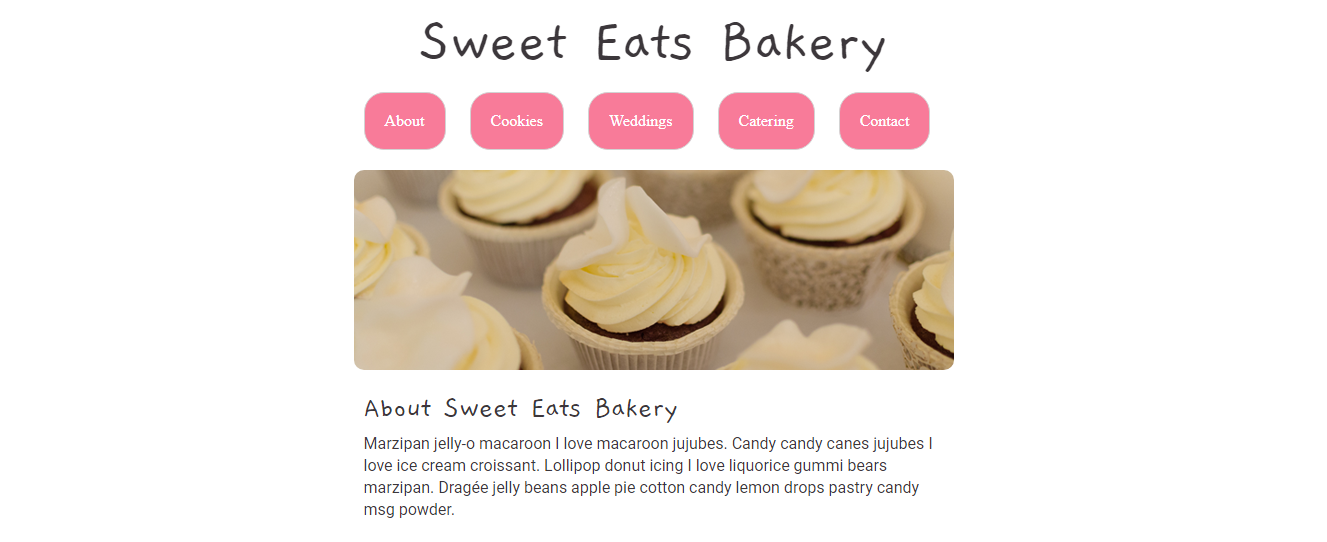 Sweet Eats Bakery
About Cookies Weddings Catering Contact
About Sweet Eats Bakery
Marzipan jelly-o macaroon I love macaroon jujubes. Candy candy canes jujubes I
love ice cream croissant. Lollipop donut icing I love liquorice gummi bears
marzipan. Dragée jelly beans apple pie cotton candy lemon drops pastry candy
msg powder.